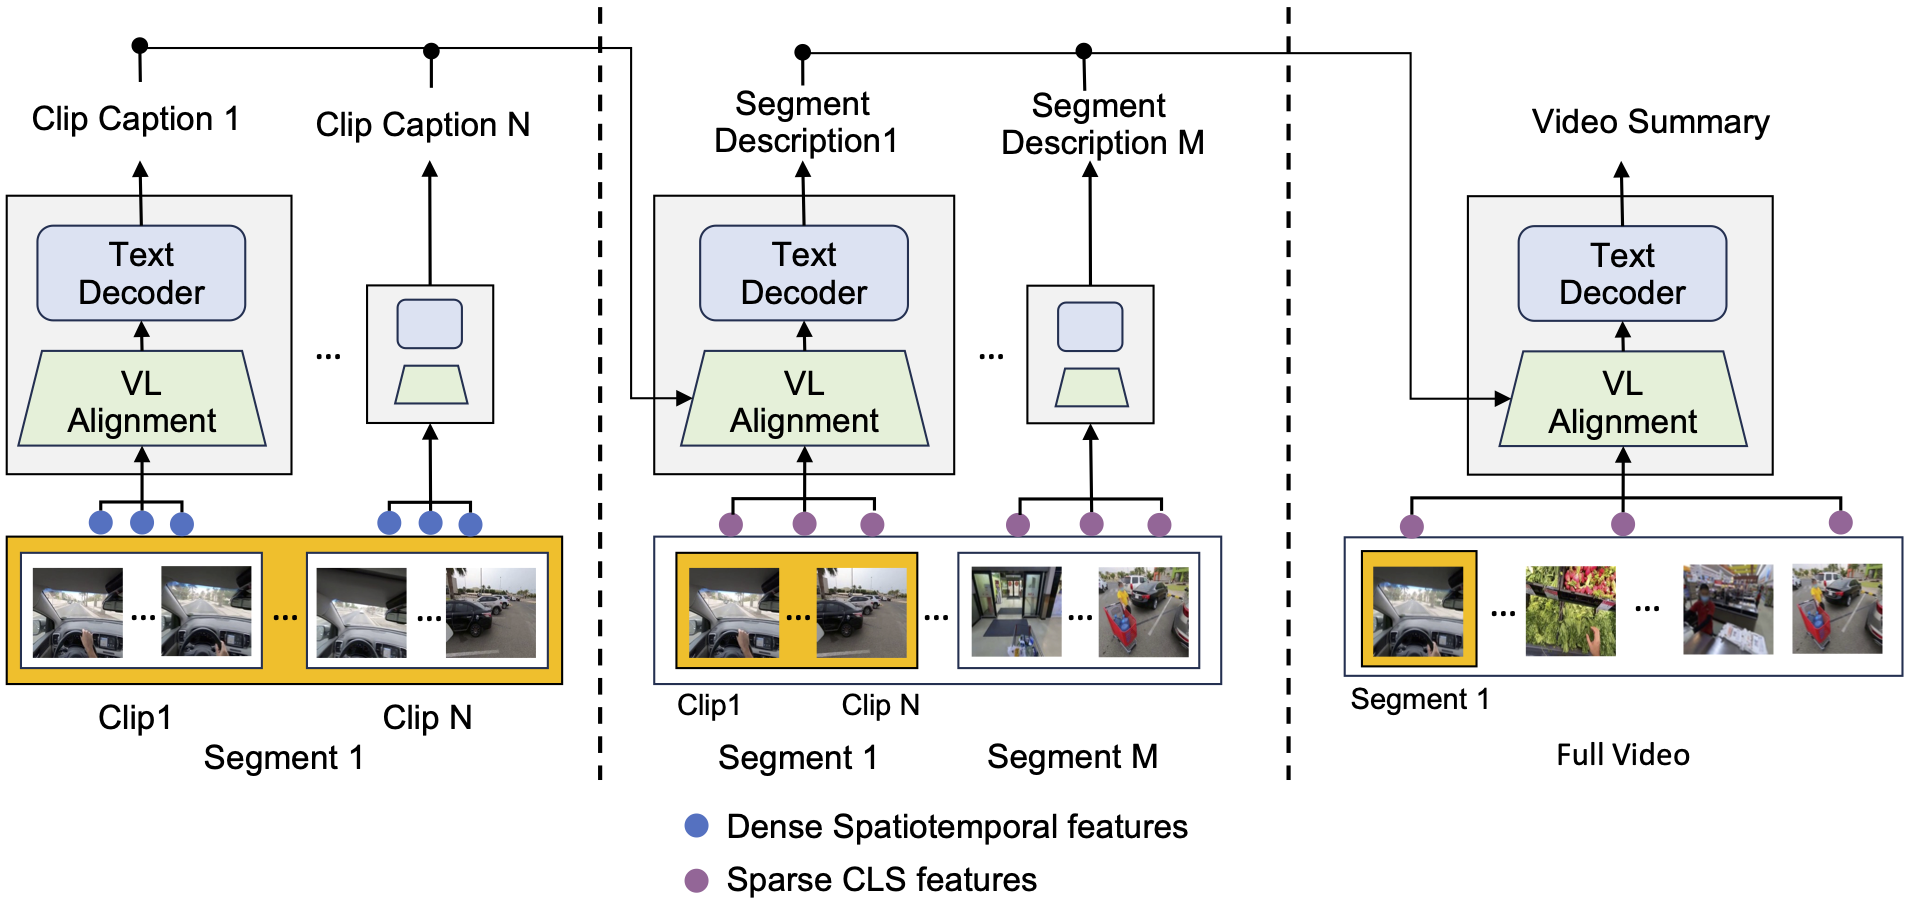 Clip Caption 1
Clip Caption N
Text
Decoder
VL
Alignment
...
...
...
...
Clip1
Clip N
Segment 1
Segment
Description1
Segment
Description M
Text
Decoder
VL
Alignment
...
...
...
...
Clip1
Clip N
Segment 1
Segment M
Video Summary
Text
Decoder
VL
Alignment
...
...
Segment 1
Full Video
Dense Spatiotemporal features
Sparse CLS features